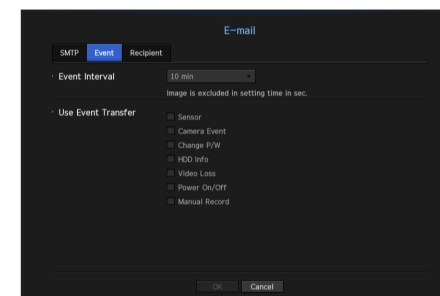 E-mail
SMTP Event Recipient
Event Interval 10 min
Image is excluded in setting time in sec.
Use Event Transfer Sensor
Camera Event
Change P/W
HDD Info
Video Loss
Power On/Off
Manual Record
OK Cancel